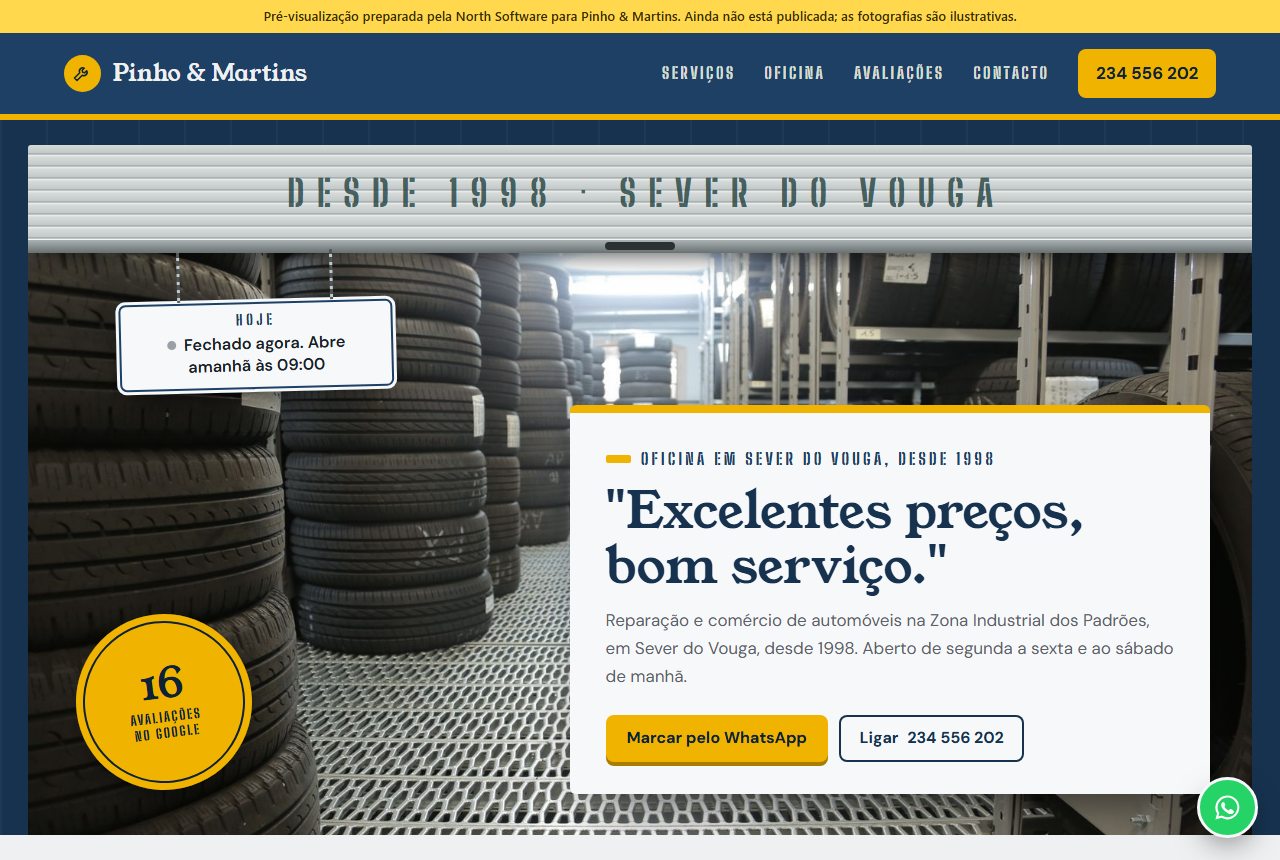 Pré-visualização preparada pela North Software para Pinho & Martins. Ainda não está publicada; as fotografias são ilustrativas.
Pinho & Martins
SERVIÇOS
OFICINA
AVALIAÇÕES
CONTACTO
234 556 202
DESDE 1998 · SEVER DO VOUGA
HOJE
Fechado agora. Abre
amanhã às 09:00
OFICINA EM SEVER DO VOUGA, DESDE 1998
"Excelentes preços,
bom serviço."
Reparação e comércio de automóveis na Zona Industrial dos Padrões,
em Sever do Vouga, desde 1998. Aberto de segunda a sexta e ao sábado
de manhã.
16
AVALIAÇÕES
NO GOOGLE
Marcar pelo WhatsApp
Ligar 234 556 202